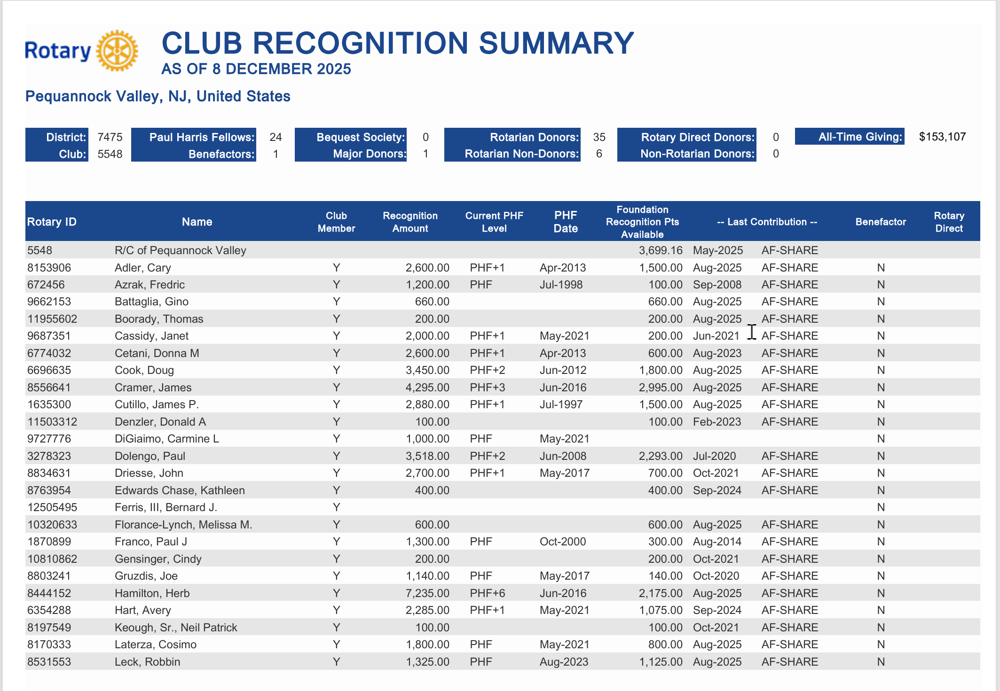 Rotary
CLUB RECOGNITION SUMMARY
AS OF 8 DECEMBER 2025
Pequannock Valley, NJ, United States
District: 7475 Paul Harris Fellows: 24 Bequest Society: 0 Rotarian Donors: 35 Rotary Direct Donors: 0 All-Time Giving: $153,107
Club: 5548 Benefactors: 1 Major Donors: 1 Rotarian Non-Donors: 6 Non-Rotarian Donors: 0
Rotary ID Name Club Member Recognition Amount Current PHF Level PHF Date Foundation Recognition Pts Available -- Last Contribution -- Benefactor Rotary Direct
5548 R/C of Pequannock Valley 3,699.16 May-2025 AF-SHARE
8153906 Adler, Cary Y 2,600.00 PHF+1 Apr-2013 1,500.00 Aug-2025 AF-SHARE N
672456 Azrak, Fredric Y 1,200.00 PHF Jul-1998 100.00 Sep-2008 AF-SHARE N
9662153 Battaglia, Gino Y 660.00 660.00 Aug-2025 AF-SHARE N
11955602 Boorady, Thomas Y 200.00 200.00 Aug-2025 AF-SHARE N
9687351 Cassidy, Janet Y 2,000.00 PHF+1 May-2021 200.00 Jun-2021 AF-SHARE N
6774032 Cetani, Donna M Y 2,600.00 PHF+1 Apr-2013 600.00 Aug-2023 AF-SHARE N
6696635 Cook, Doug Y 3,450.00 PHF+2 Jun-2012 1,800.00 Aug-2025 AF-SHARE N
8556641 Cramer, James Y 4,295.00 PHF+3 Jun-2016 2,995.00 Aug-2025 AF-SHARE N
1635300 Cutillo, James P. Y 2,880.00 PHF+1 Jul-1997 1,500.00 Aug-2025 AF-SHARE N
11503312 Denzler, Donald A Y 100.00 100.00 Feb-2023 AF-SHARE N
9727776 DiGiaimo, Carmine L Y 1,000.00 PHF May-2021 N
3278323 Dolengo, Paul Y 3,518.00 PHF+2 Jun-2008 2,293.00 Jul-2020 AF-SHARE N
8834631 Driesse, John Y 2,700.00 PHF+1 May-2017 700.00 Oct-2021 AF-SHARE N
8763954 Edwards Chase, Kathleen Y 400.00 400.00 Sep-2024 AF-SHARE N
12505495 Ferris, III, Bernard J. Y N
10320633 Florance-Lynch, Melissa M. Y 600.00 600.00 Aug-2025 AF-SHARE N
1870899 Franco, Paul J Y 1,300.00 PHF Oct-2000 300.00 Aug-2014 AF-SHARE N
10810862 Gensinger, Cindy Y 200.00 200.00 Oct-2021 AF-SHARE N
8803241 Gruzdis, Joe Y 1,140.00 PHF May-2017 140.00 Oct-2020 AF-SHARE N
8444152 Hamilton, Herb Y 7,235.00 PHF+6 Jun-2016 2,175.00 Aug-2025 AF-SHARE N
6354288 Hart, Avery Y 2,285.00 PHF+1 May-2021 1,075.00 Sep-2024 AF-SHARE N
8197549 Keough, Sr., Neil Patrick Y 100.00 100.00 Oct-2021 AF-SHARE N
8170333 Laterza, Cosimo Y 1,800.00 PHF May-2021 800.00 Aug-2025 AF-SHARE N
8531553 Leck, Robbin Y 1,325.00 PHF Aug-2023 1,125.00 Aug-2025 AF-SHARE N